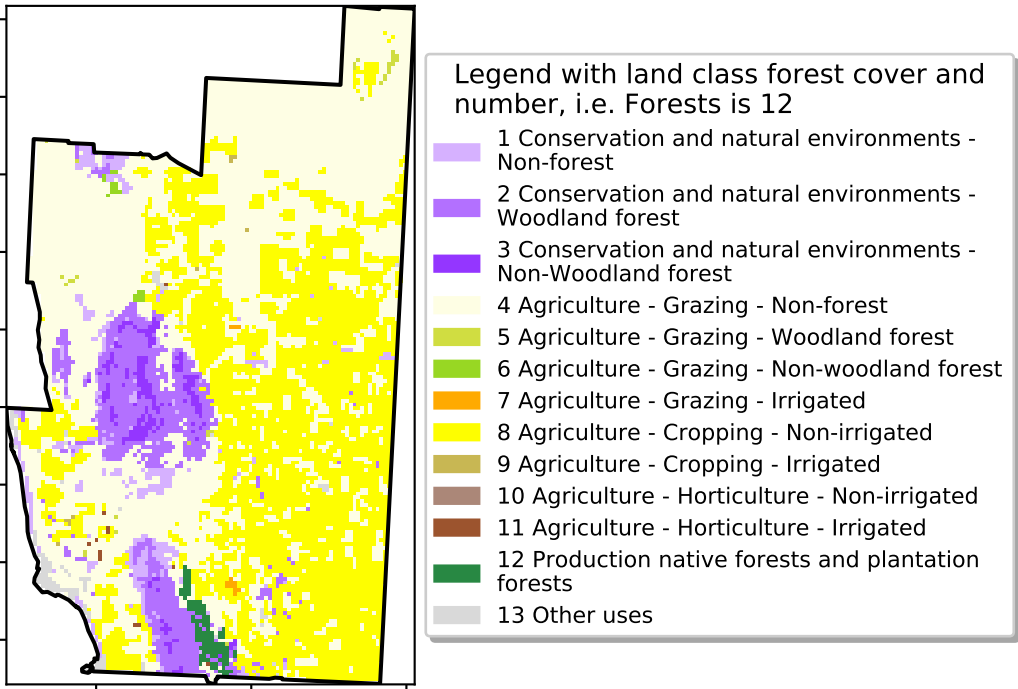 Legend with land class forest cover and
number, i.e. Forests is 12
1 Conservation and natural environments -
Non-forest
2 Conservation and natural environments -
Woodland forest
3 Conservation and natural environments -
Non-Woodland forest
4 Agriculture - Grazing - Non-forest
5 Agriculture - Grazing - Woodland forest
6 Agriculture - Grazing - Non-woodland forest
7 Agriculture - Grazing - Irrigated
8 Agriculture - Cropping - Non-irrigated
9 Agriculture - Cropping - Irrigated
10 Agriculture - Horticulture - Non-irrigated
11 Agriculture - Horticulture - Irrigated
12 Production native forests and plantation
forests
13 Other uses